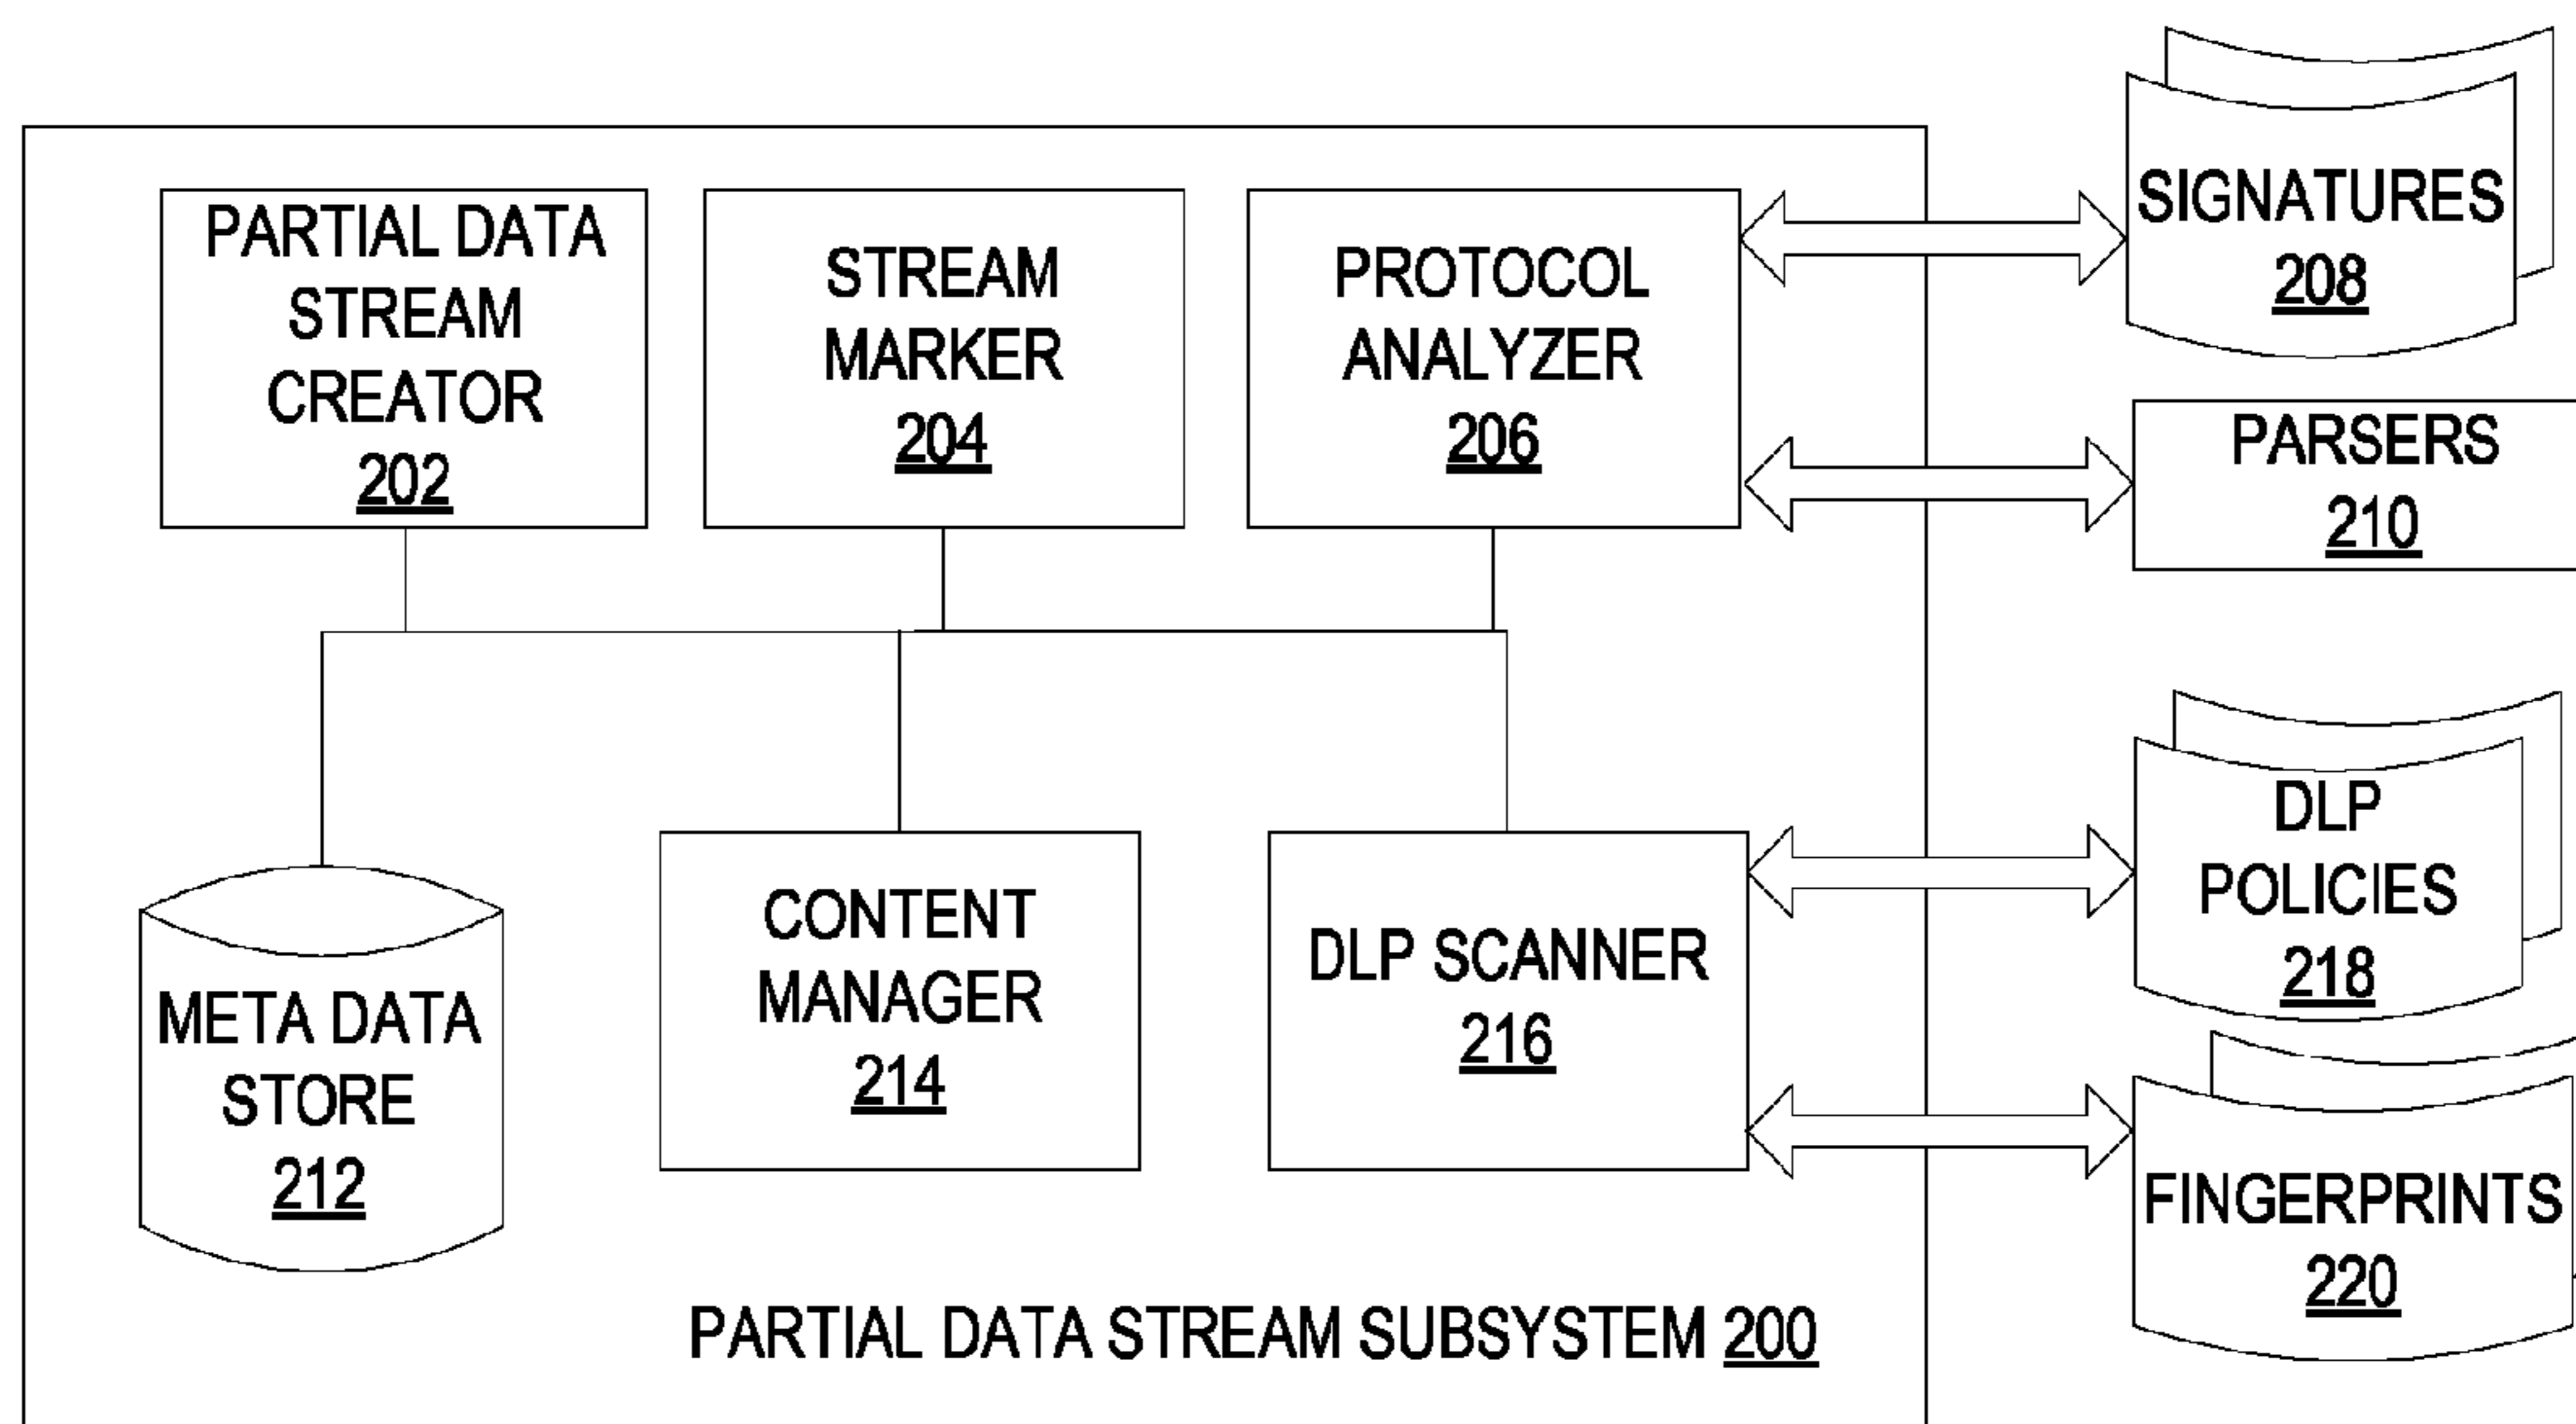 PARTIAL DATA
STREAM
CREATOR
202
STREAM
MARKER
204
PROTOCOL
ANALYZER
206
SIGNATURES
208
PARSERS
210
META DATA
STORE
212
CONTENT
MANAGER
214
DLP SCANNER
216
DLP
POLICIES
218
FINGERPRINTS
220
PARTIAL DATA STREAM SUBSYSTEM 200